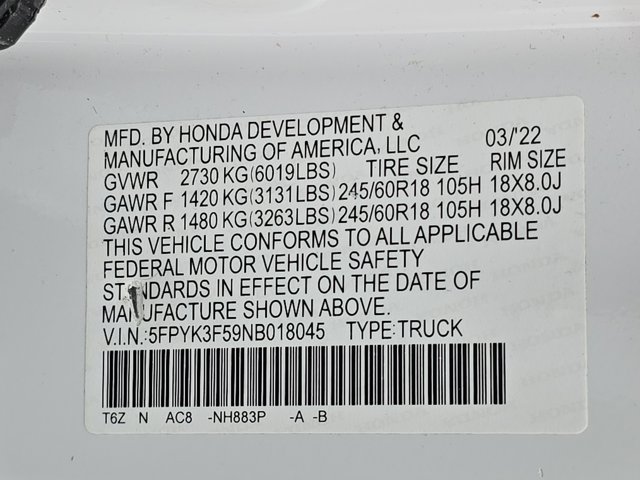 MFD. BY HONDA DEVELOPMENT &
MANUFACTURING OF AMERICA, LLC 03/'22
GVWR 2730 KG(6019LBS) TIRE SIZE RIM SIZE
GAWR F 1420 KG(3131LBS) 245/60R18 105H 18X8.0J
GAWR R 1480 KG(3263LBS) 245/60R18 105H 18X8.0J
THIS VEHICLE CONFORMS TO ALL APPLICABLE
FEDERAL MOTOR VEHICLE SAFETY
STANDARDS IN EFFECT ON THE DATE OF
MANUFACTURE SHOWN ABOVE.
V.I.N.:5FPYK3F59NB018045 TYPE:TRUCK
T6Z N AC8 -NH883P -A -B